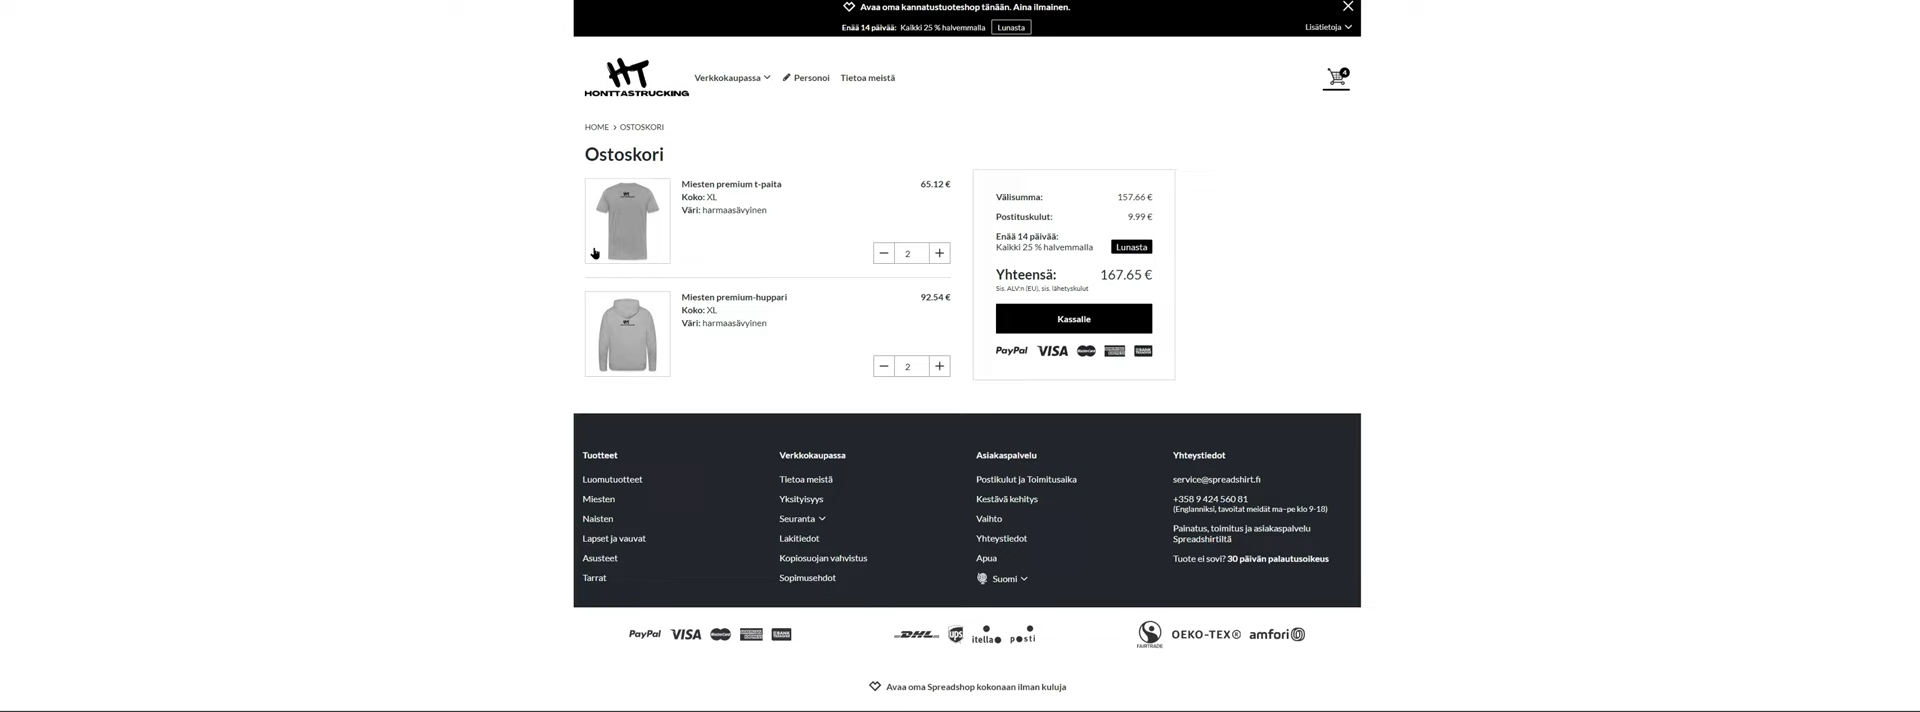 Avaa oma kannatustuoteshop tänään. Aina ilmainen.
Enää 14 päivää: Kaikki 25 % halvemmalla Lunasta
Lisätietoja
HT
HONTTASTRUCKING
Verkkokaupassa Personoi Tietoa meistä
4
HOME > OSTOSKORI
Ostoskori
Miesten premium t-paita 65.12 €
Koko: XL
Väri: harmaasävyinen
2
Miesten premium-huppari 92.54 €
Koko: XL
Väri: harmaasävyinen
2
Välisumma: 157.66 €
Postituskulut: 9.99 €
Enää 14 päivää:
Kaikki 25 % halvemmalla Lunasta
Yhteensä: 167.65 €
Sis. ALV:n (EU), sis. lähetyskulut
Kassalle
PayPal VISA MasterCard
Tuotteet
Luomutuotteet
Miesten
Naisten
Lapset ja vauvat
Asusteet
Tarrat
Verkkokaupassa
Tietoa meistä
Yksityisyys
Seuranta
Lakitiedot
Kopiosuojan vahvistus
Sopimusehdot
Asiakaspalvelu
Postikulut ja Toimitusaika
Kestävä kehitys
Vaihto
Yhteystiedot
Apua
Suomi
Yhteystiedot
service@spreadshirt.fi
+358 9 424 560 81
(Englanniksi, tavoitat meidät ma–pe klo 9-18)
Painatus, toimitus ja asiakaspalvelu
Spreadshirtiltä
Tuote ei sovi? 30 päivän palautusoikeus
PayPal VISA MasterCard
DHL ups itella posti
FAIRTRADE OEKO-TEX® amfori
Avaa oma Spreadshop kokonaan ilman kuluja